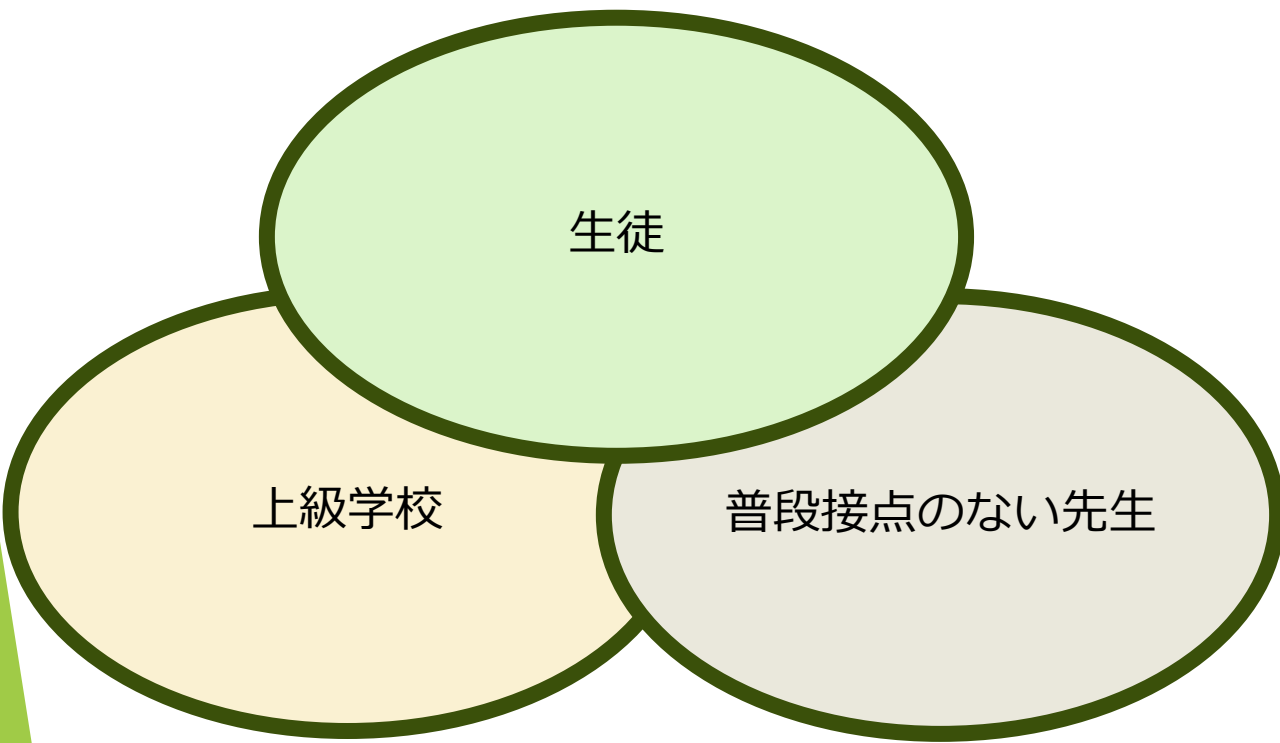 生徒
上級学校
普段接点のない先生